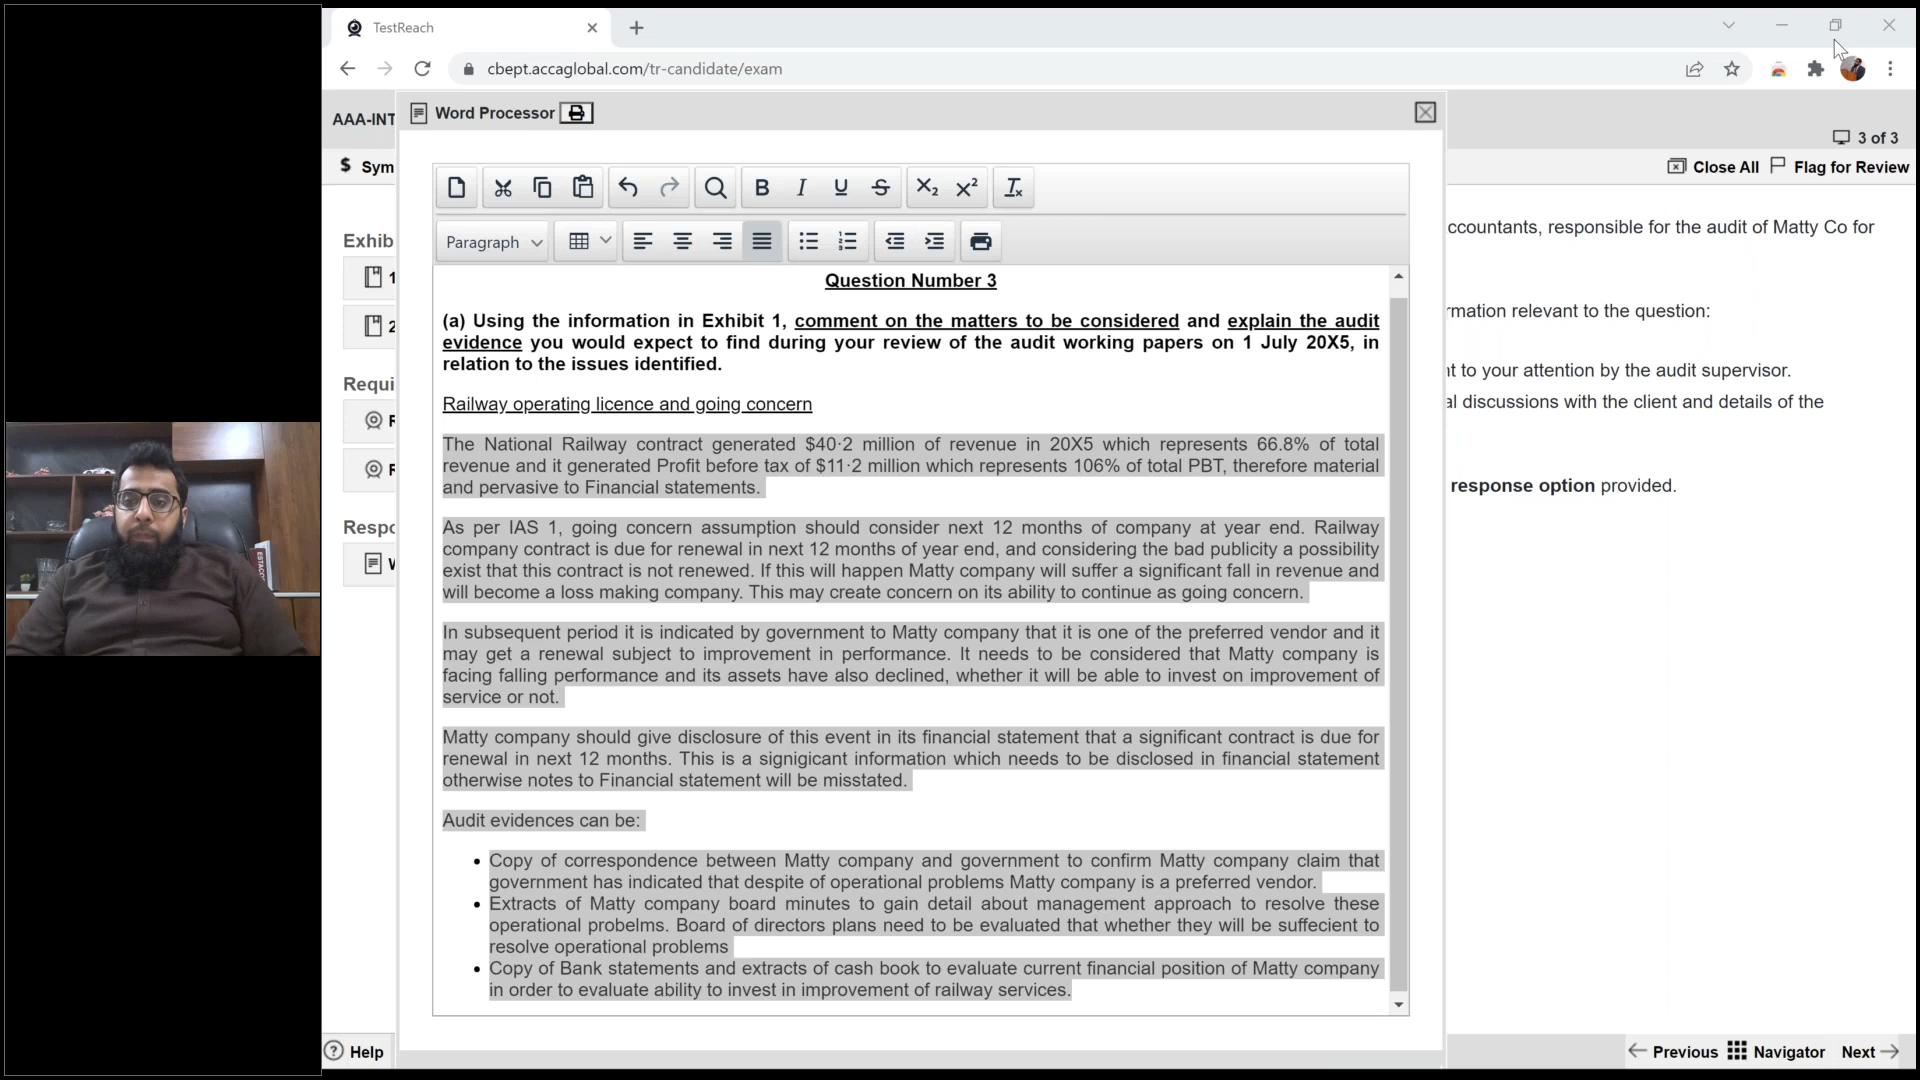 TestReach
cbept.accaglobal.com/tr-candidate/exam
AAA-INT
Word Processor
3 of 3
$ Sym
Close All
Flag for Review
Paragraph
Exhib
1
2
Requi
R
R
Respo
W
ccountants, responsible for the audit of Matty Co for
rmation relevant to the question:
nt to your attention by the audit supervisor.
al discussions with the client and details of the
response option provided.
Question Number 3
(a) Using the information in Exhibit 1, comment on the matters to be considered and explain the audit
evidence you would expect to find during your review of the audit working papers on 1 July 20X5, in
relation to the issues identified.
Railway operating licence and going concern
The National Railway contract generated $40·2 million of revenue in 20X5 which represents 66.8% of total
revenue and it generated Profit before tax of $11·2 million which represents 106% of total PBT, therefore material
and pervasive to Financial statements.
As per IAS 1, going concern assumption should consider next 12 months of company at year end. Railway
company contract is due for renewal in next 12 months of year end, and considering the bad publicity a possibility
exist that this contract is not renewed. If this will happen Matty company will suffer a significant fall in revenue and
will become a loss making company. This may create concern on its ability to continue as going concern.
In subsequent period it is indicated by government to Matty company that it is one of the preferred vendor and it
may get a renewal subject to improvement in performance. It needs to be considered that Matty company is
facing falling performance and its assets have also declined, whether it will be able to invest on improvement of
service or not.
Matty company should give disclosure of this event in its financial statement that a significant contract is due for
renewal in next 12 months. This is a signigicant information which needs to be disclosed in financial statement
otherwise notes to Financial statement will be misstated.
Audit evidences can be:
• Copy of correspondence between Matty company and government to confirm Matty company claim that
government has indicated that despite of operational problems Matty company is a preferred vendor.
• Extracts of Matty company board minutes to gain detail about management approach to resolve these
operational probelms. Board of directors plans need to be evaluated that whether they will be suffecient to
resolve operational problems
• Copy of Bank statements and extracts of cash book to evaluate current financial position of Matty company
in order to evaluate ability to invest in improvement of railway services.
Help
Previous
Navigator
Next